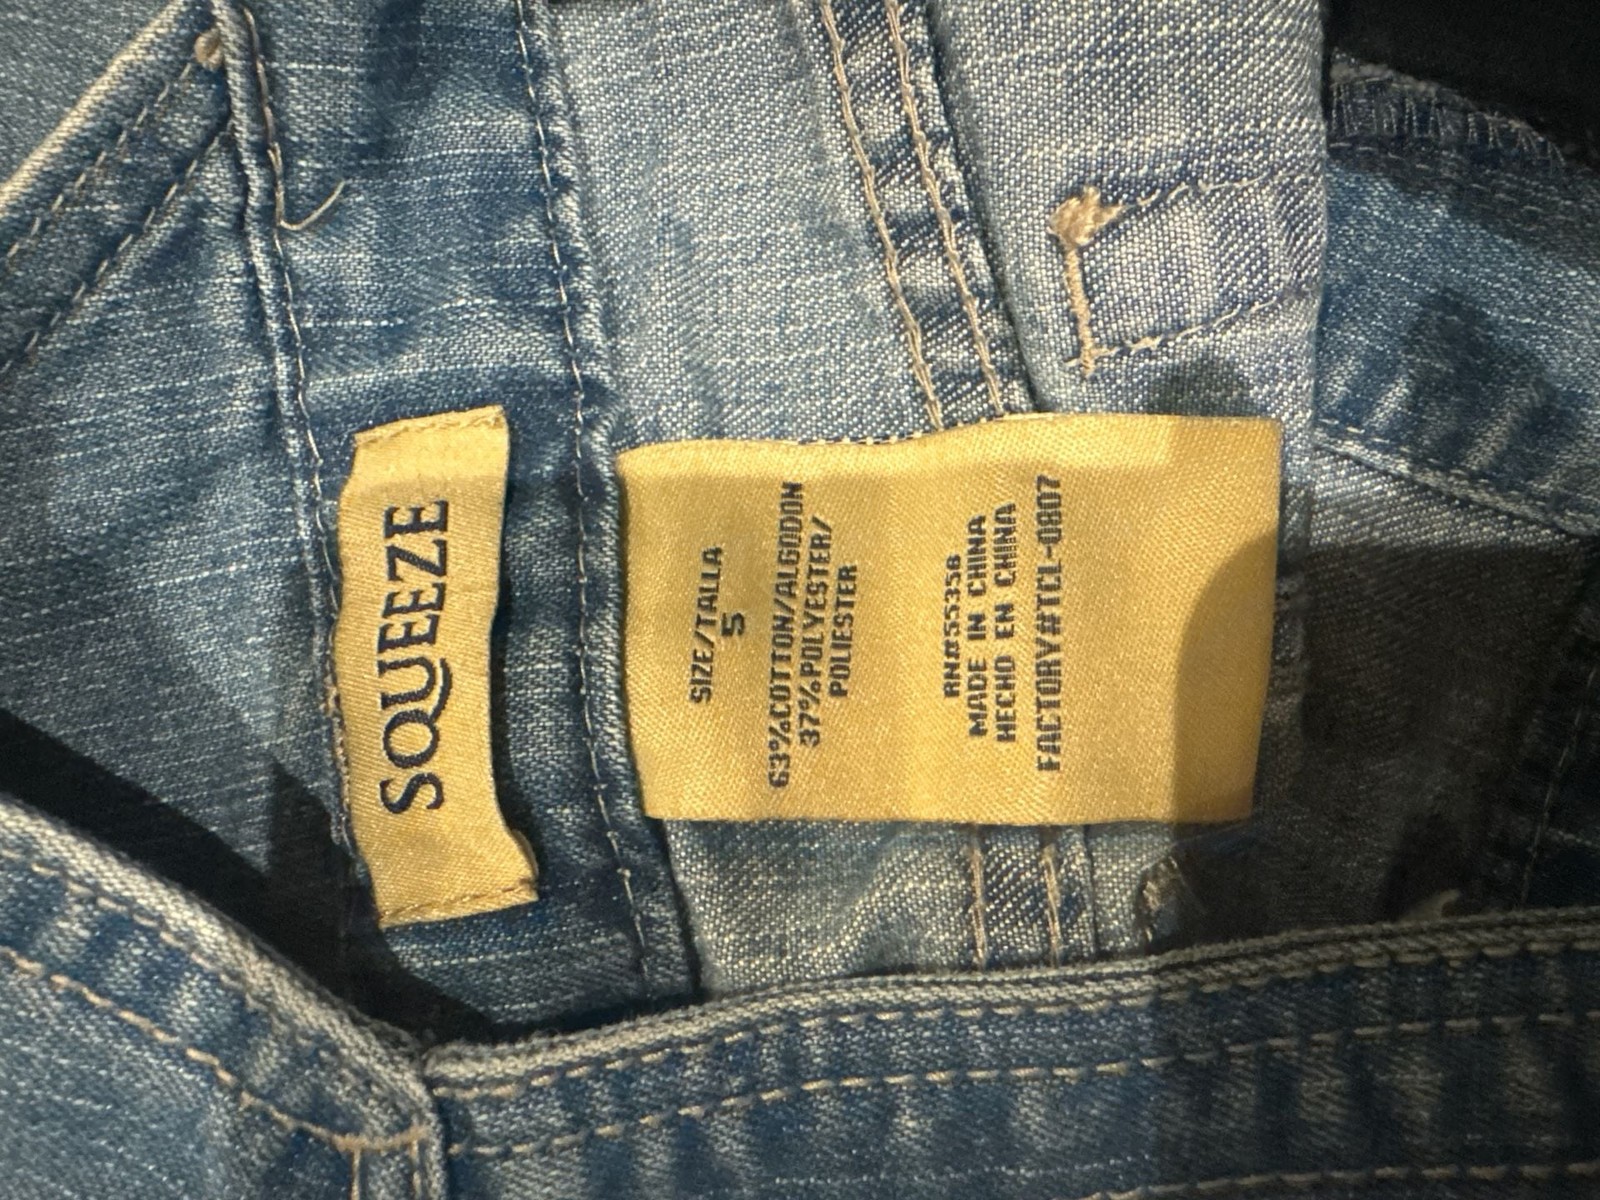 SQUEEZE
SIZE/TALLA
5
63%COTTON/ALGODON
37%POLYESTER/
POLIESTER
RN#55358
MADE IN CHINA
HECHO EN CHINA
FACTORY#TCL-0807